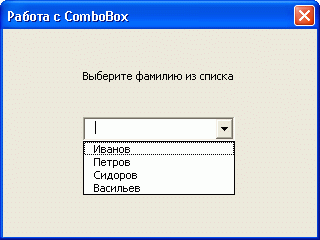 Работа с ComboBox
Выберите фамилию из списка
Иванов
Петров
Сидоров
Васильев